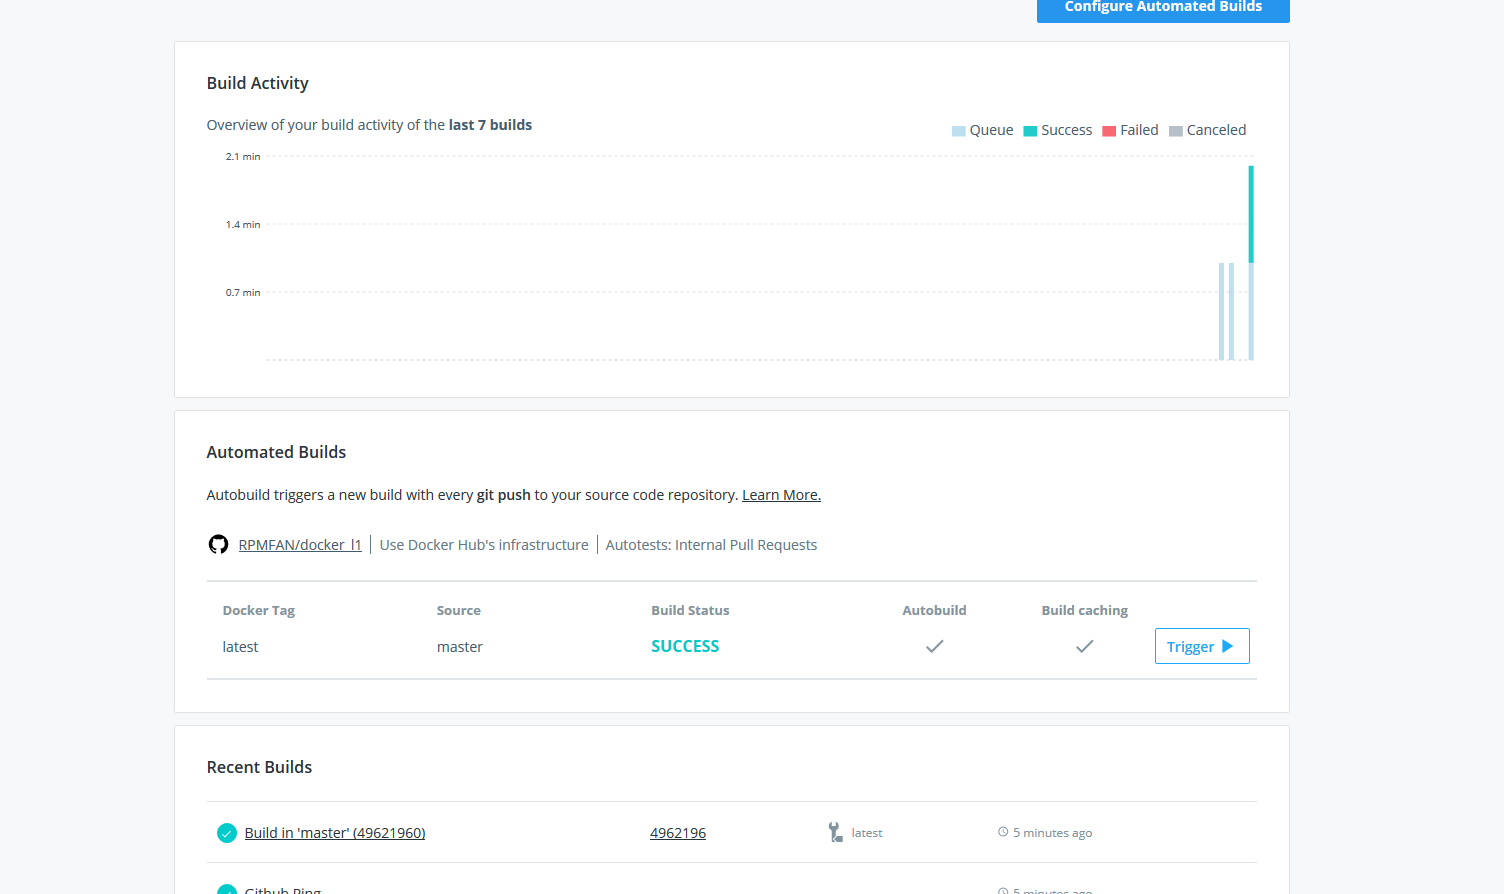 Configure Automated Builds
Build Activity
Overview of your build activity of the last 7 builds
Queue Success Failed Canceled
2.1 min
1.4 min
0.7 min
Automated Builds
Autobuild triggers a new build with every git push to your source code repository. Learn More.
RPMFAN/docker_l1 Use Docker Hub's infrastructure Autotests: Internal Pull Requests
Docker Tag Source Build Status Autobuild Build caching
latest master SUCCESS Trigger
Recent Builds
Build in 'master' (49621960) 4962196 latest 5 minutes ago
Github Ping 5 minutes ago